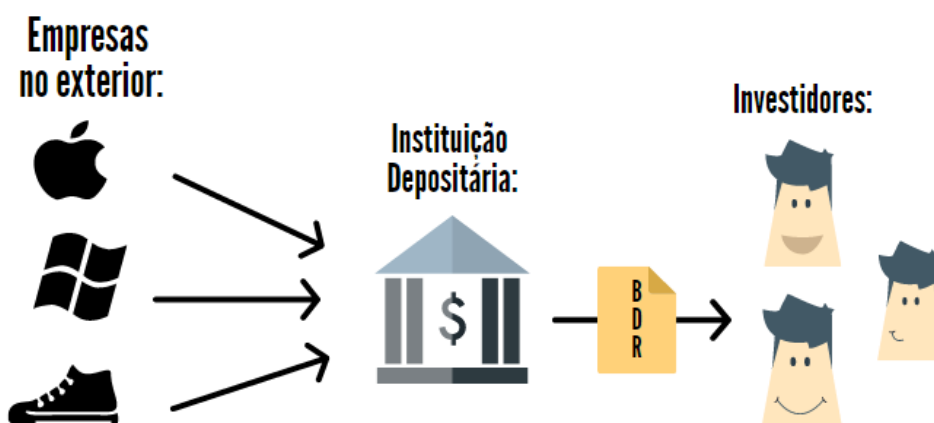 Empresas
no exterior:
Instituição
Depositária:
$
B
D
R
Investidores: